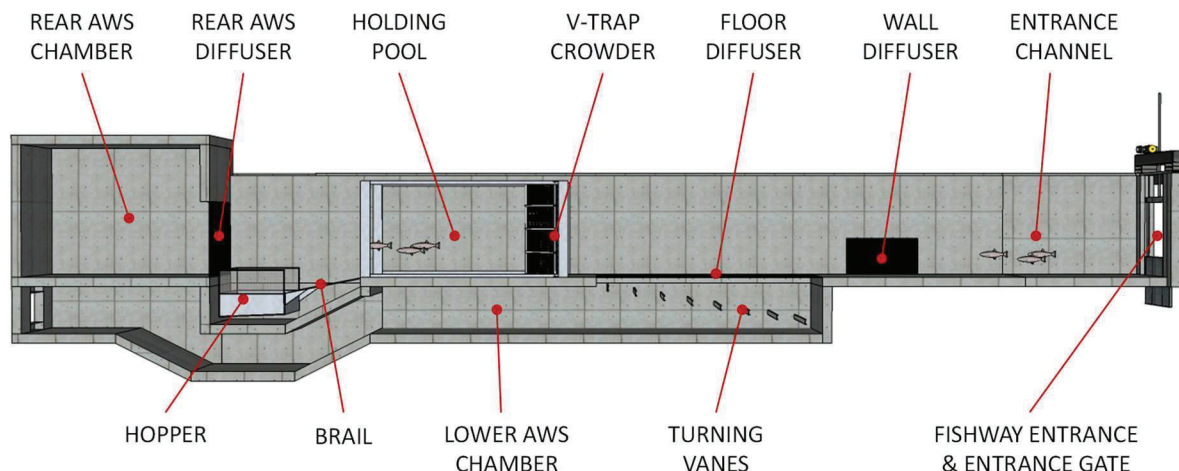 REAR AWS
CHAMBER
REAR AWS
DIFFUSER
HOLDING
POOL
V-TRAP
CROWDER
FLOOR
DIFFUSER
WALL
DIFFUSER
ENTRANCE
CHANNEL
HOPPER
BRAIL
LOWER AWS
CHAMBER
TURNING
VANES
FISHWAY ENTRANCE
& ENTRANCE GATE